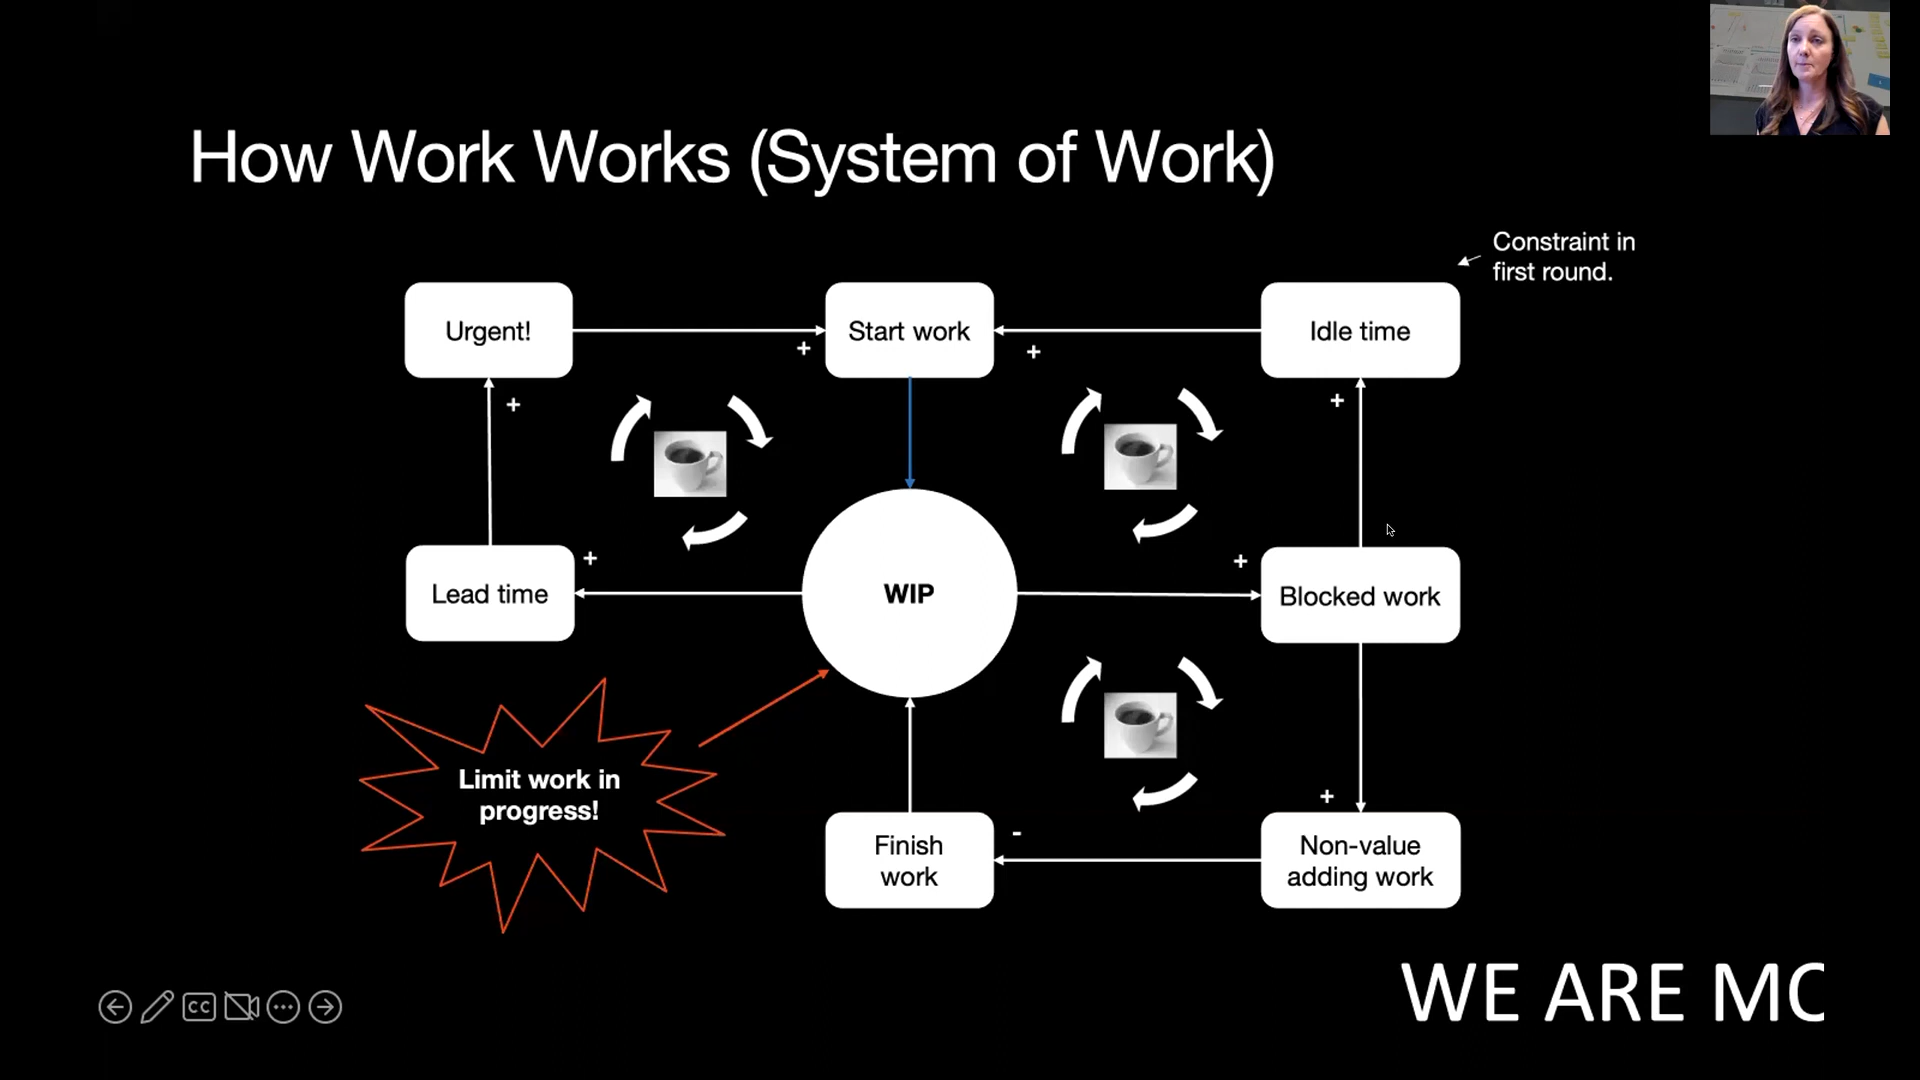 How Work Works (System of Work)
Constraint in
first round.
Urgent!
Start work
Idle time
+
+
+
+
+
+
Lead time
WIP
Blocked work
Limit work in
progress!
+
-
Finish
work
Non-value
adding work
WE ARE MC
CC